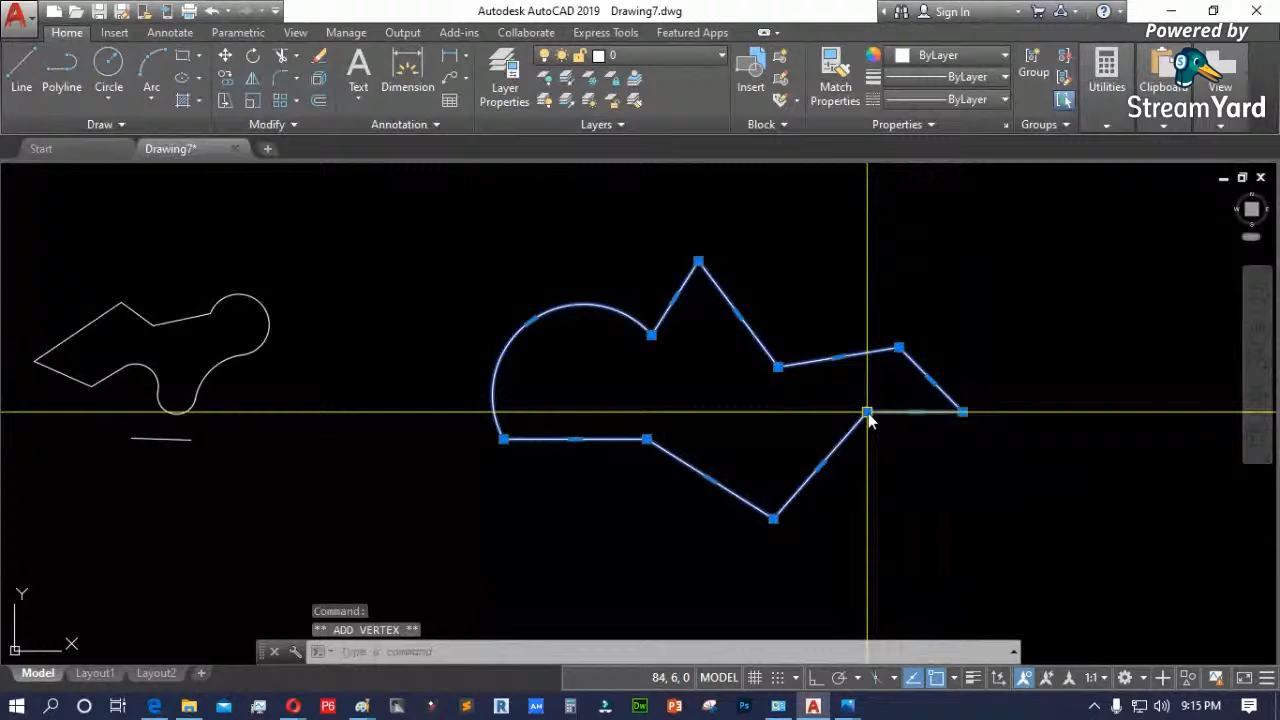 Autodesk AutoCAD 2019 Drawing7.dwg
Sign In
Home Insert Annotate Parametric View Manage Output Add-ins Collaborate Express Tools Featured Apps
Powered by
StreamYard
Line Polyline Circle Arc
Text Dimension
Layer Properties
0
Insert
Match Properties
ByLayer
ByLayer
ByLayer
Group
Utilities
Clipboard
View
Draw Modify Annotation Layers Block Properties Groups
Start Drawing7*
N
W
E
S
Y
X
Command:
** ADD VERTEX **
Type a command
Model Layout1 Layout2
84, 6, 0 MODEL
1:1
9:15 PM